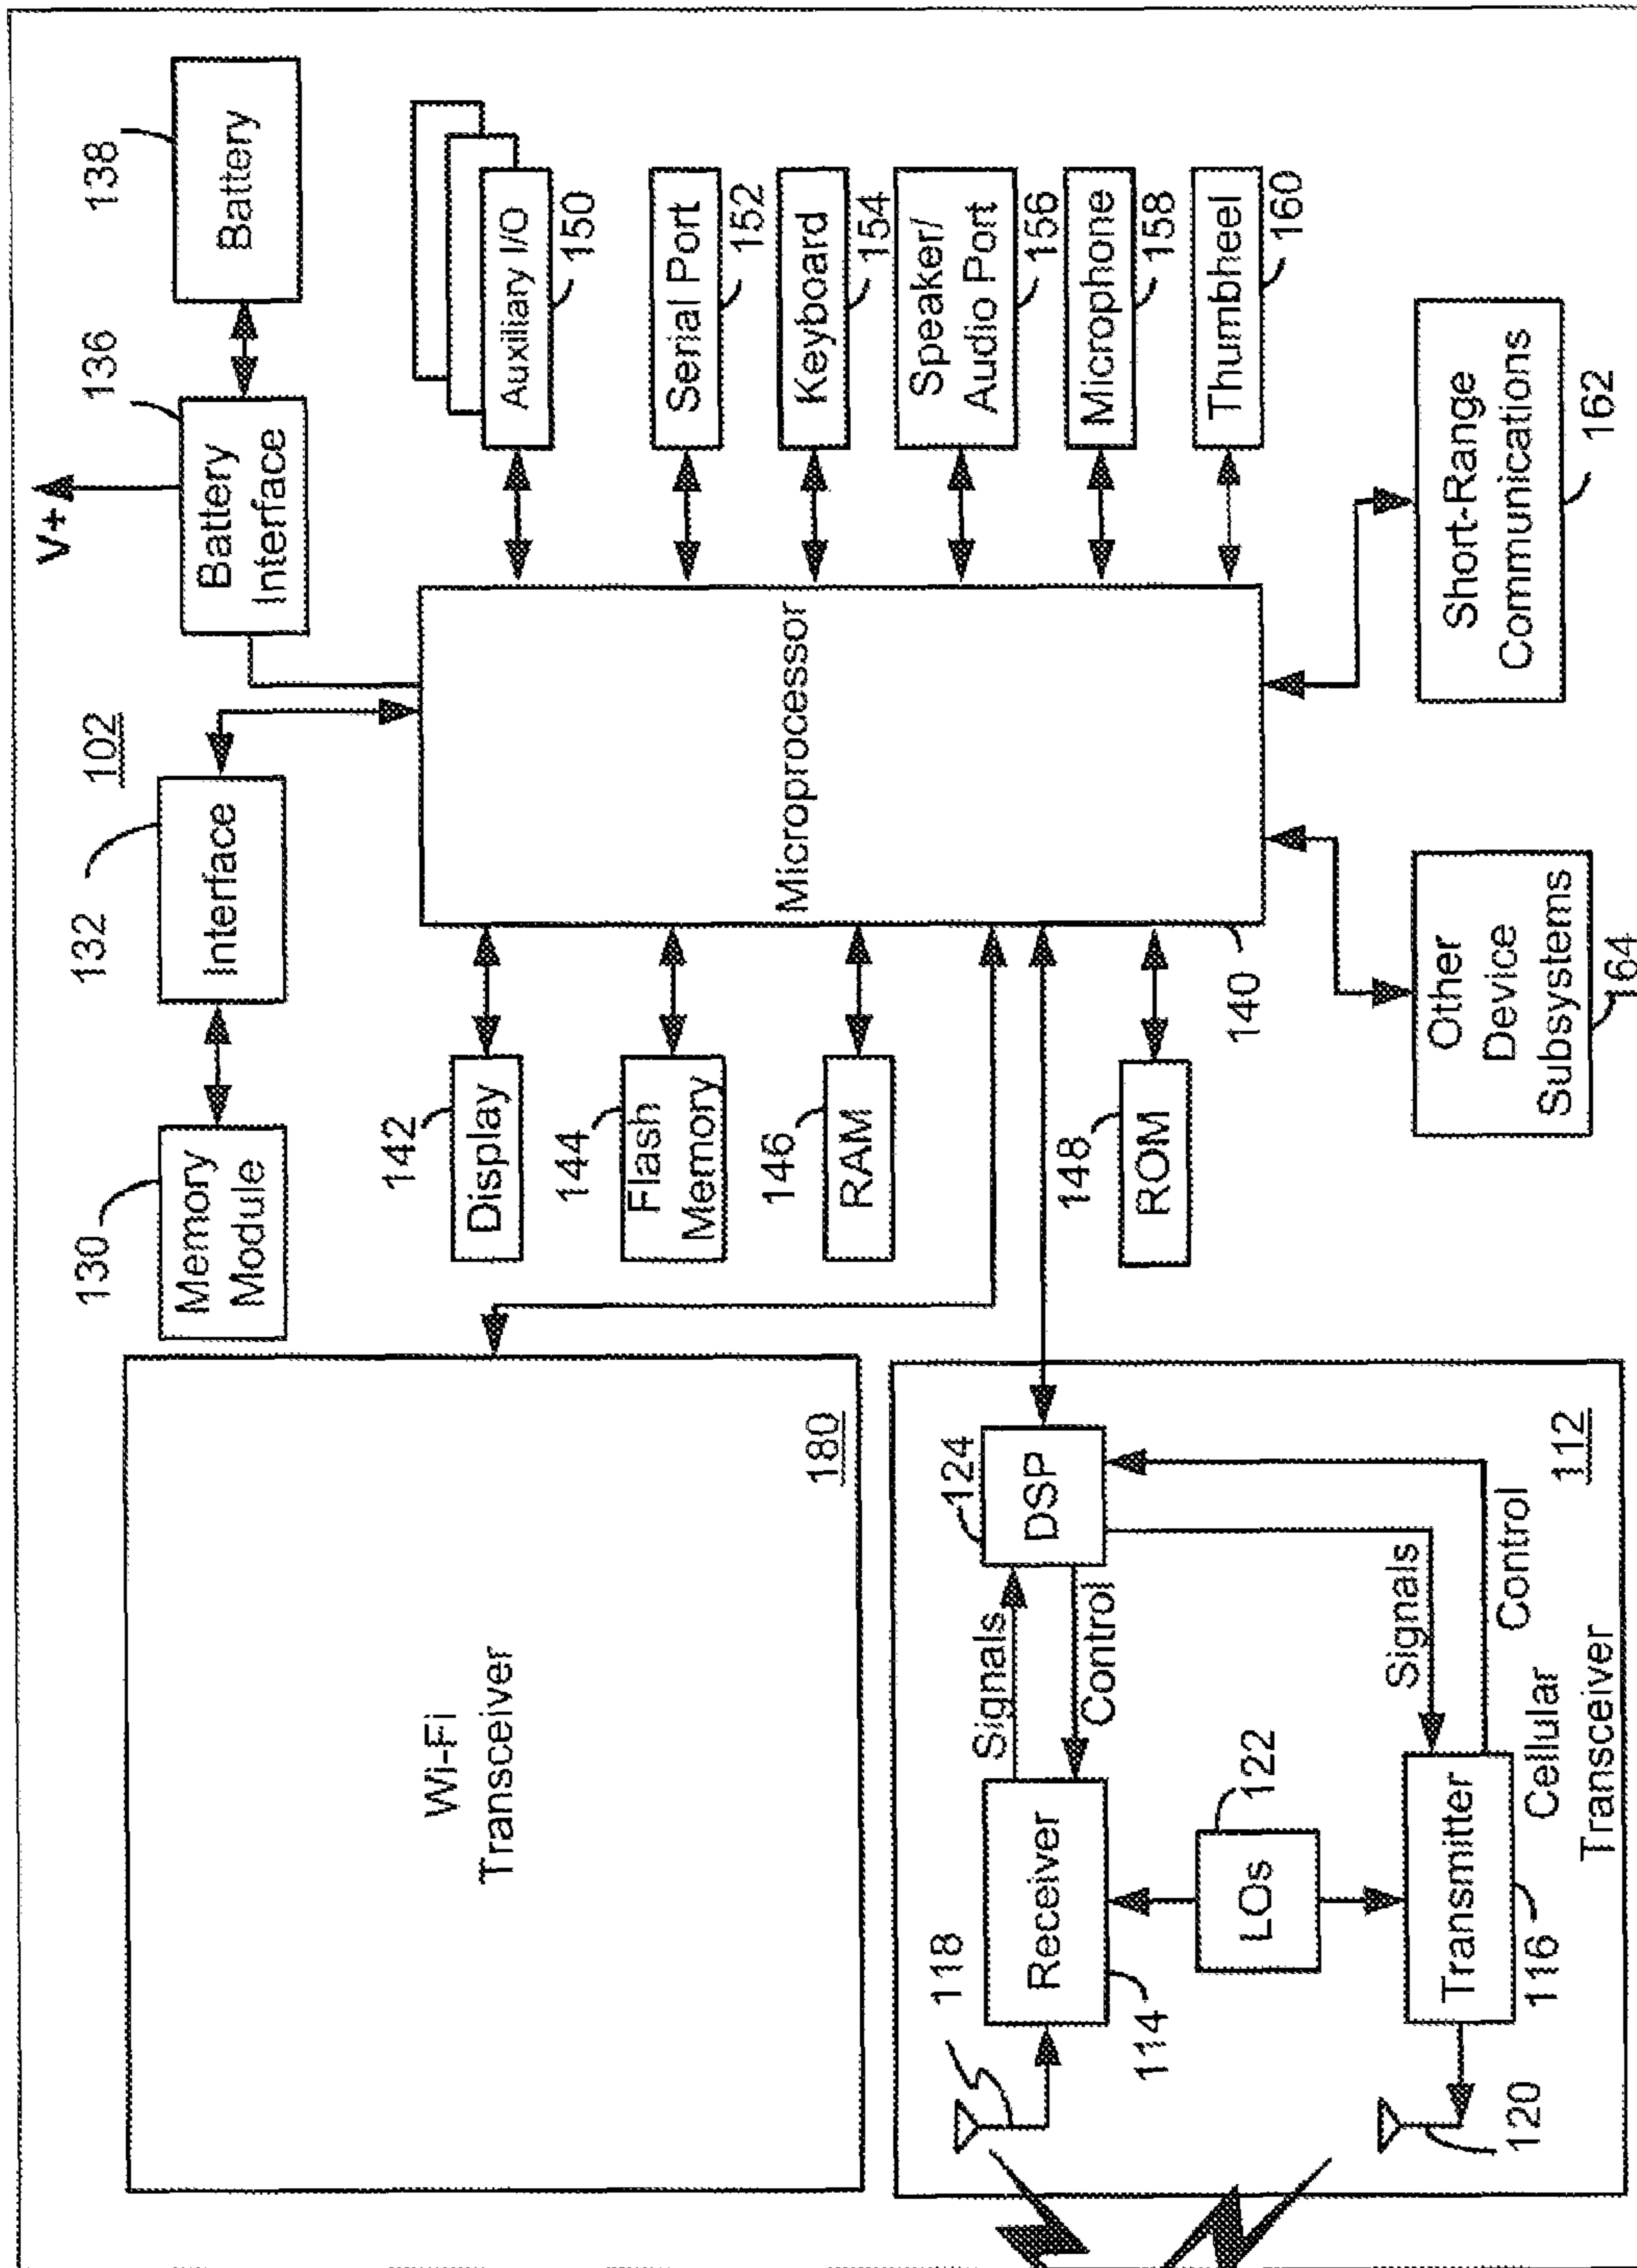 V+
130
132
102
136
138
Memory
Module
Interface
Battery
Interface
Battery
Wi-Fi
Transceiver
180
142
Display
144
Flash
Memory
146
RAM
148
ROM
Microprocessor
140
Auxiliary I/O
150
Serial Port
152
Keyboard
154
Speaker/
Audio Port
156
Microphone
158
Thumbheel
160
118
Receiver
114
Signals
Control
124
DSP
122
LOs
Signals
Control
Transmitter
116
120
Cellular
Transceiver
112
Other
Device
Subsystems
164
Short-Range
Communications
162